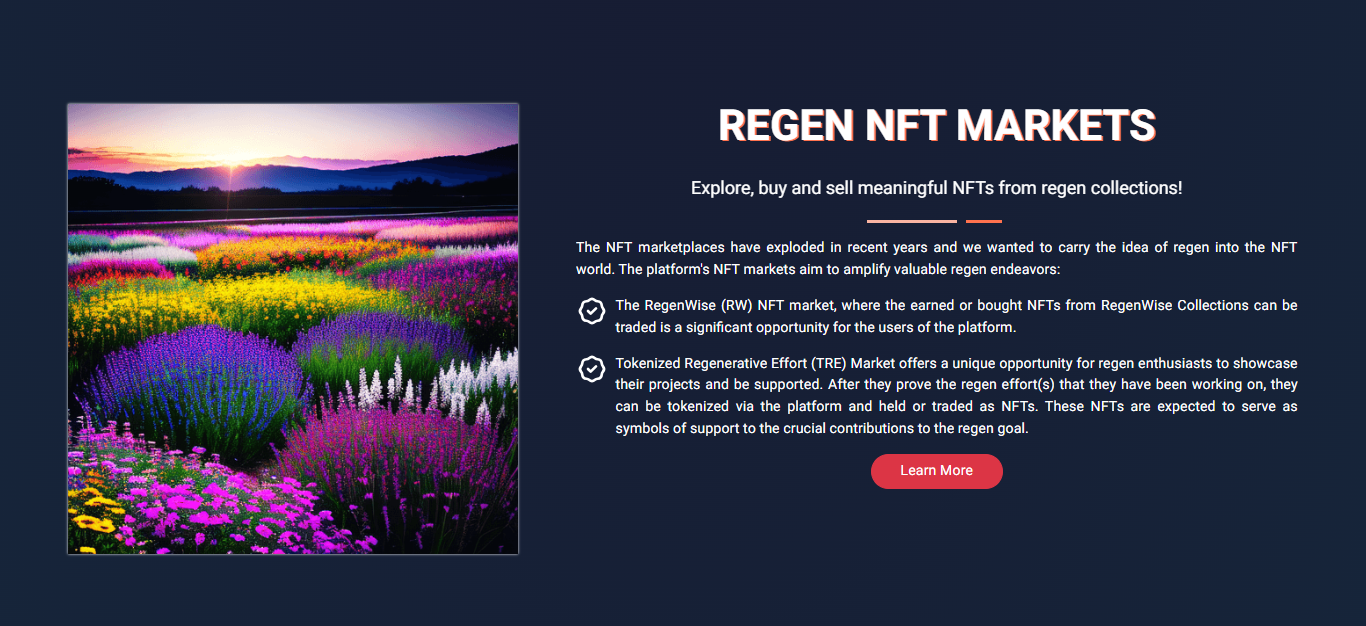 REGEN NFT MARKETS
Explore, buy and sell meaningful NFTs from regen collections!
The NFT marketplaces have exploded in recent years and we wanted to carry the idea of regen into the NFT
world. The platform's NFT markets aim to amplify valuable regen endeavors:
The RegenWise (RW) NFT market, where the earned or bought NFTs from RegenWise Collections can be
traded is a significant opportunity for the users of the platform.
Tokenized Regenerative Effort (TRE) Market offers a unique opportunity for regen enthusiasts to showcase
their projects and be supported. After they prove the regen effort(s) that they have been working on, they
can be tokenized via the platform and held or traded as NFTs. These NFTs are expected to serve as
symbols of support to the crucial contributions to the regen goal.
Learn More